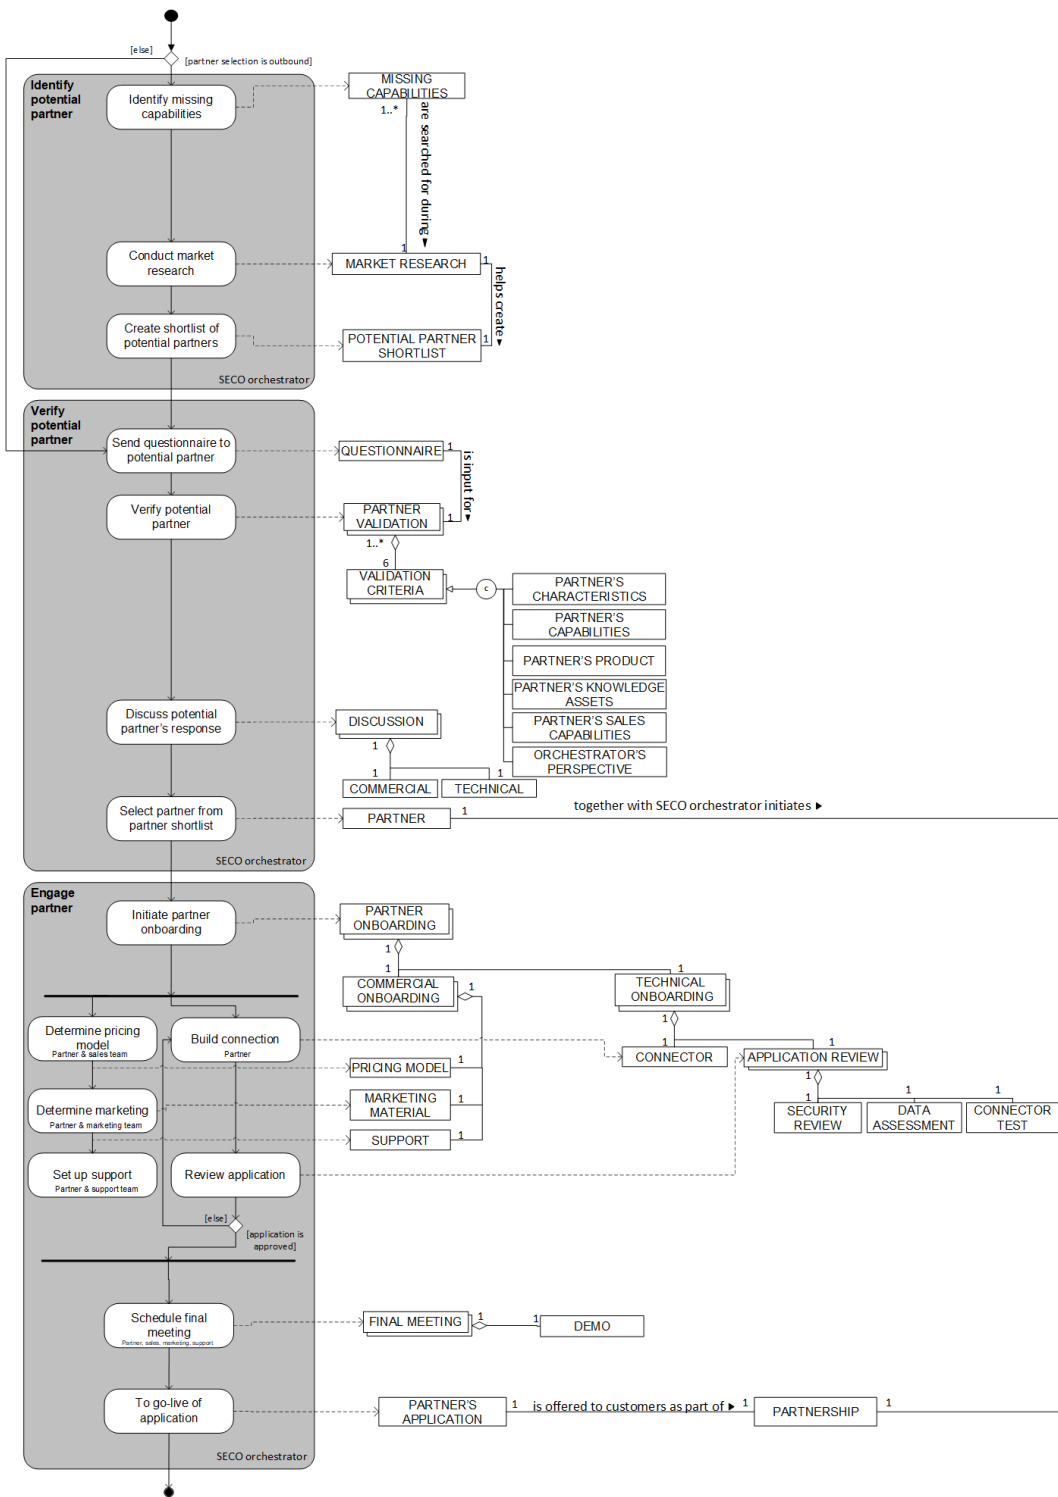 [else]
[partner selection is outbound]
Identify
potential
partner
Identify missing
capabilities
MISSING
CAPABILITIES
1..*
are searched for during
1
Conduct market
research
MARKET RESEARCH
1
helps create
Create shortlist of
potential partners
POTENTIAL PARTNER
SHORTLIST
1
SECO orchestrator
Verify
potential
partner
Send questionnaire to
potential partner
QUESTIONNAIRE
1
is input for
Verify potential
partner
PARTNER
VALIDATION
1
1..*
6
VALIDATION
CRITERIA
c
PARTNER'S
CHARACTERISTICS
PARTNER'S
CAPABILITIES
PARTNER'S PRODUCT
PARTNER'S KNOWLEDGE
ASSETS
PARTNER'S SALES
CAPABILITIES
ORCHESTRATOR'S
PERSPECTIVE
Discuss potential
partner's response
DISCUSSION
1
1
1
COMMERCIAL
TECHNICAL
Select partner from
partner shortlist
PARTNER
1
together with SECO orchestrator initiates
SECO orchestrator
Engage
partner
Initiate partner
onboarding
PARTNER
ONBOARDING
1
1
1
COMMERCIAL
ONBOARDING
1
TECHNICAL
ONBOARDING
1
1
1
Determine pricing
model
Partner & sales team
Build connection
Partner
CONNECTOR
APPLICATION REVIEW
PRICING MODEL
1
1
1
1
1
Determine marketing
Partner & marketing team
MARKETING
MATERIAL
1
SECURITY
REVIEW
DATA
ASSESSMENT
CONNECTOR
TEST
SUPPORT
1
Set up support
Partner & support team
Review application
[else]
[application is
approved]
Schedule final
meeting
Partner, sales, marketing, support
FINAL MEETING
1
1
DEMO
To go-live of
application
PARTNER'S
APPLICATION
1
is offered to customers as part of
1
PARTNERSHIP
1
SECO orchestrator